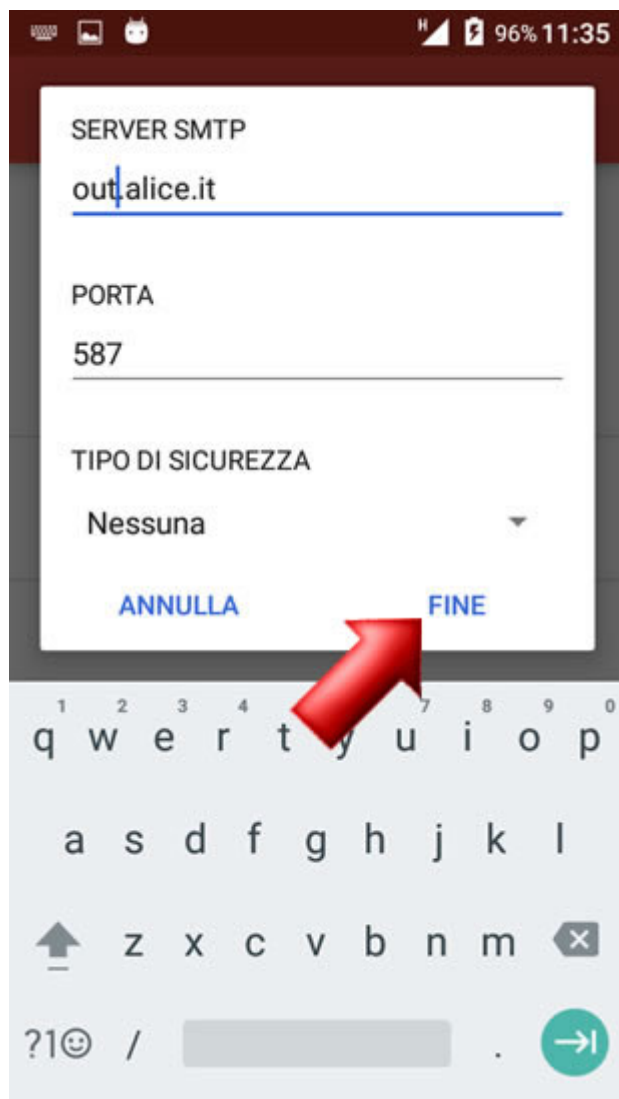 H 96% 11:35
SERVER SMTP
out.alice.it
PORTA
587
TIPO DI SICUREZZA
Nessuna
ANNULLA FINE
1 2 3 4 7 8 9 0
q w e r t y u i o p
a s d f g h j k l
z x c v b n m
?1☺ / .